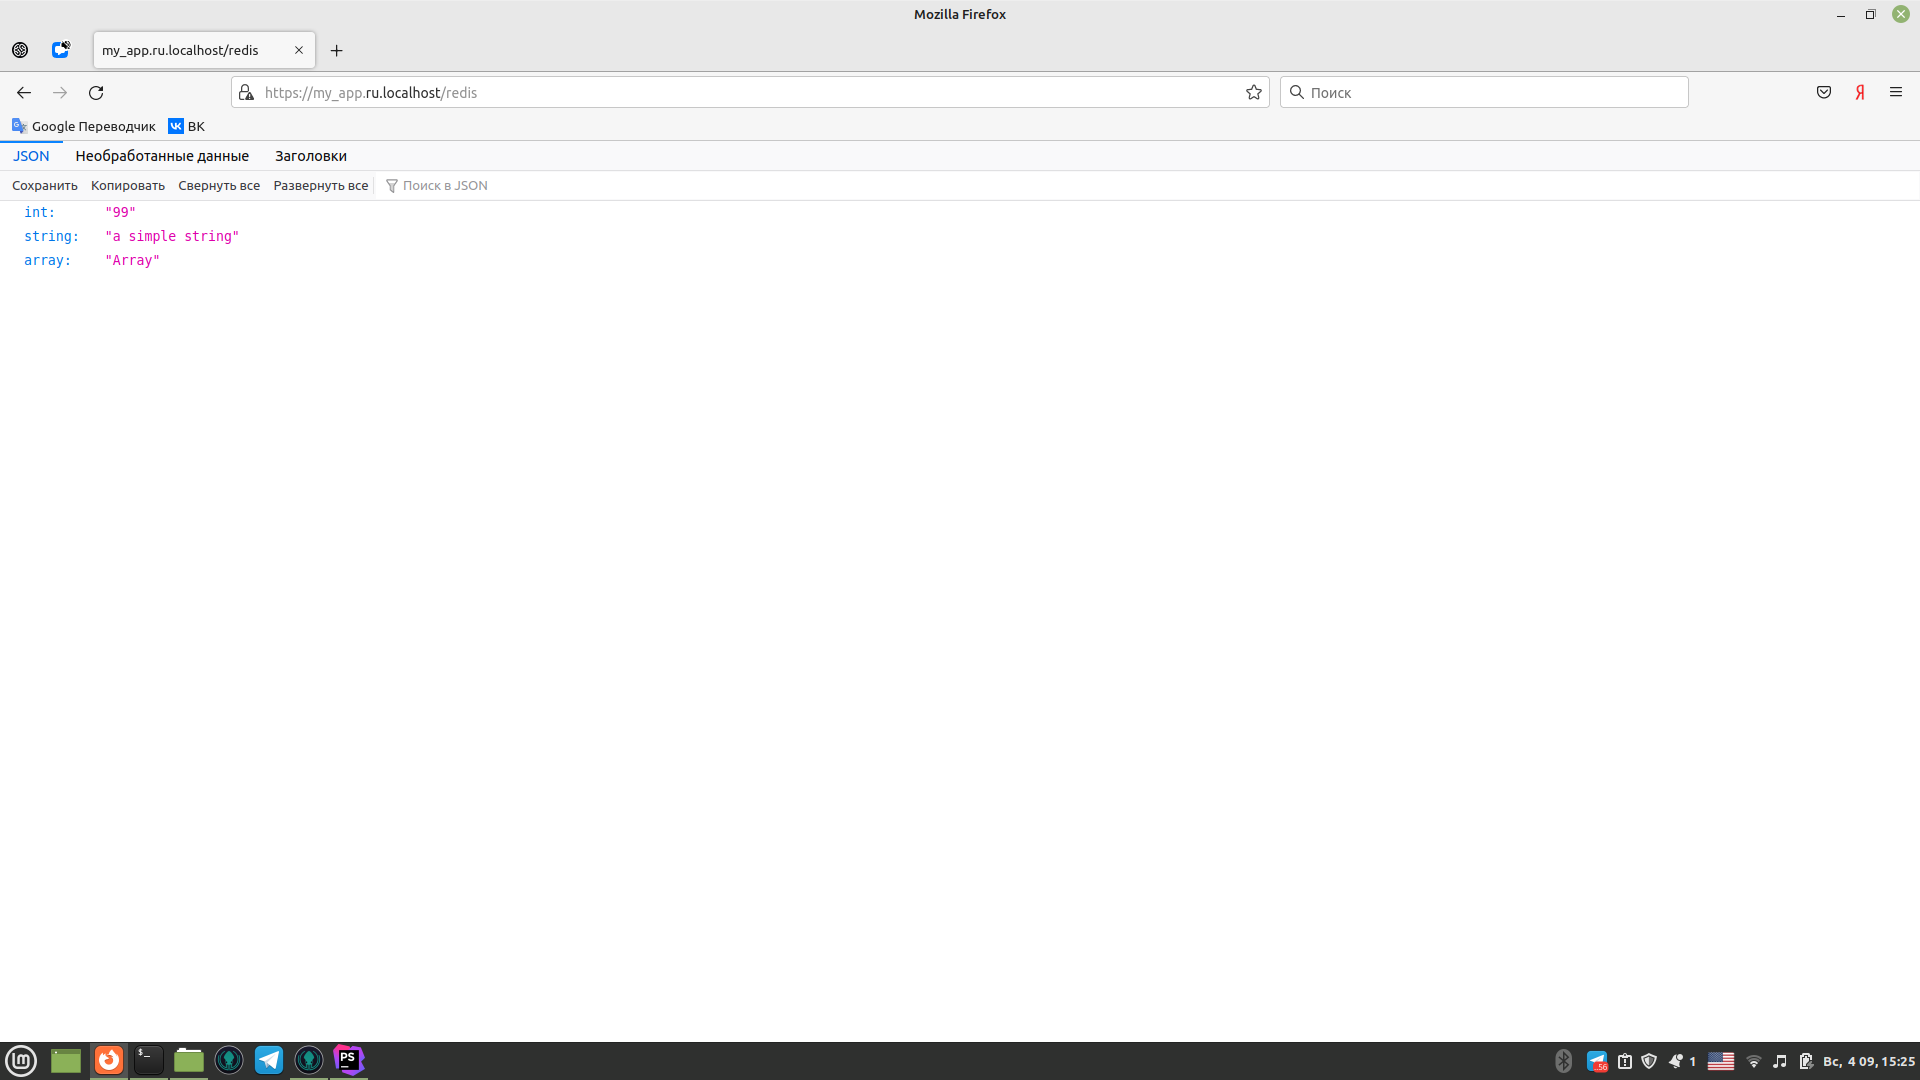 Mozilla Firefox
my_app.ru.localhost/redis
https://my_app.ru.localhost/redis
Поиск
Я
Google Переводчик
ВК
JSON
Необработанные данные
Заголовки
Сохранить
Копировать
Свернуть все
Развернуть все
Поиск в JSON
int: "99"
string: "a simple string"
array: "Array"
$_
PS
56
1
Вс, 4 09, 15:25